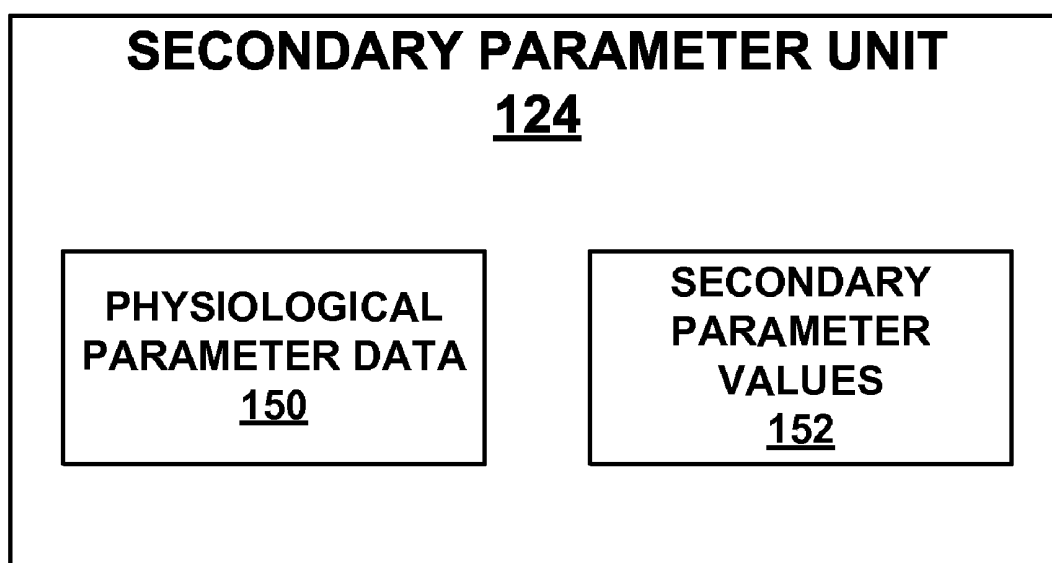 SECONDARY PARAMETER UNIT
124
PHYSIOLOGICAL
PARAMETER DATA
150
SECONDARY
PARAMETER
VALUES
152